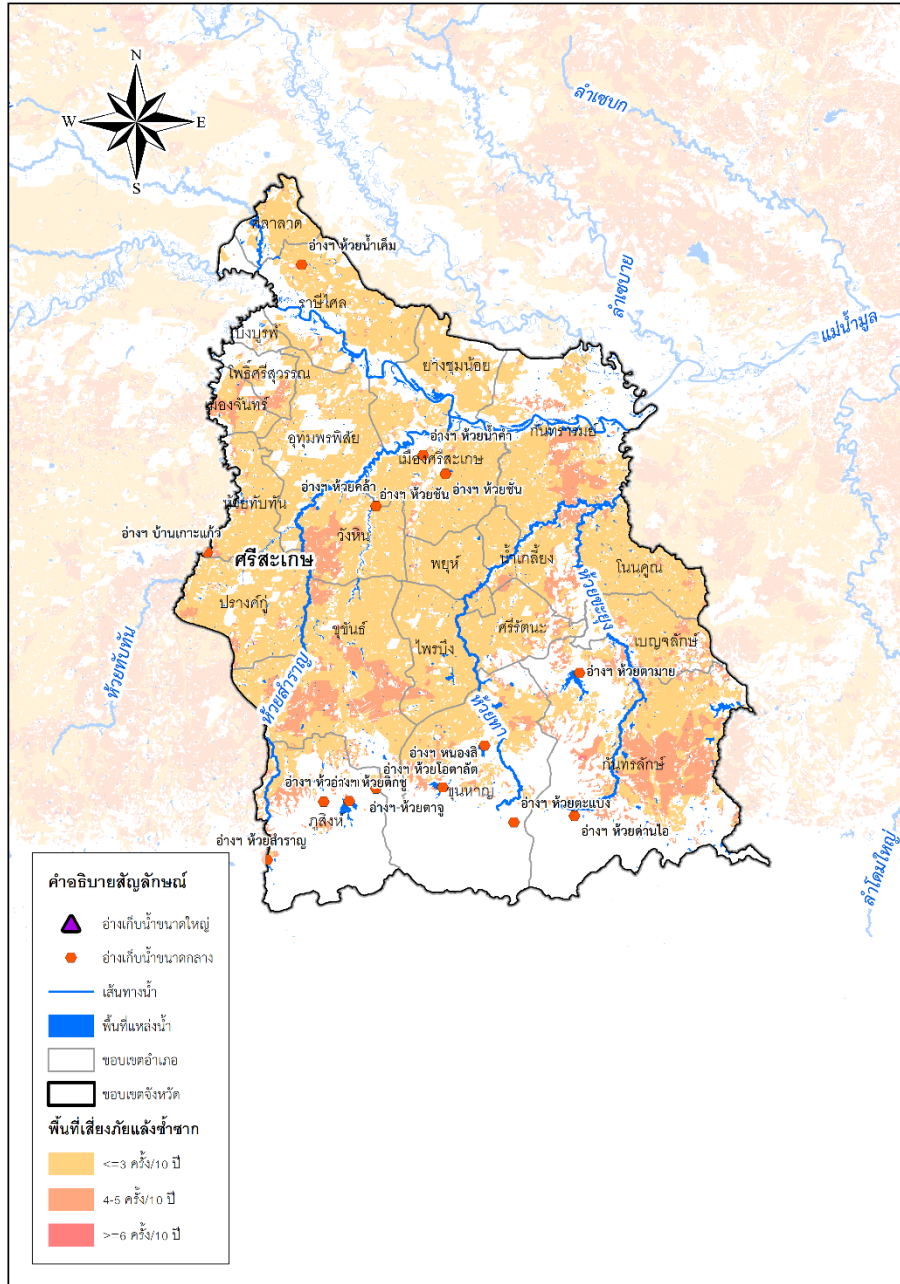 N
W
E
S
ลำเซบก
ลำเซบาย
แม่น้ำมูล
ศิลาลาด
อ่างฯ ห้วยน้ำเค็ม
ราษีไศล
บึงบูรพ์
ยางชุมน้อย
โพธิ์ศรีสุวรรณ
เมืองจันทร์
อุทุมพรพิสัย
กันทรารมย์
อ่างฯ ห้วยน้ำคำ
เมืองศรีสะเกษ
อ่างฯ ห้วยคล้า
อ่างฯ ห้วยซัน
อ่างฯ ห้วยซัน
ห้วยทับทัน
อ่างฯ บ้านเกาะแก้ว
วังหิน
ศรีสะเกษ
พยุห์
น้ำเกลี้ยง
โนนคูณ
ปรางค์กู่
ห้วยขะยุง
ขุขันธ์
ไพรบึง
ศรีรัตนะ
เบญจลักษ์
ห้วยทับทัน
ห้วยสำราญ
อ่างฯ ห้วยตามาย
ห้วยทา
อ่างฯ หนองสิ
กันทรลักษ์
อ่างฯ ห้วยโอตาลัต
อ่างฯ ห้ว
อ่างฯ ห้วยติกชู
ขุนหาญ
อ่างฯ ห้วยตาจู
อ่างฯ ห้วยตะแบง
ภูสิงห์
อ่างฯ ห้วยด่านไอ
อ่างฯ ห้วยสำราญ
ลำโดมใหญ่
คำอธิบายสัญลักษณ์
อ่างเก็บน้ำขนาดใหญ่
อ่างเก็บน้ำขนาดกลาง
เส้นทางน้ำ
พื้นที่แหล่งน้ำ
ขอบเขตอำเภอ
ขอบเขตจังหวัด
พื้นที่เสี่ยงภัยแล้งซ้ำซาก
<=3 ครั้ง/10 ปี
4-5 ครั้ง/10 ปี
>=6 ครั้ง/10 ปี